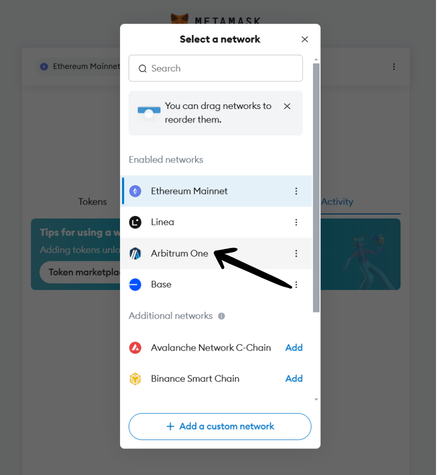 METAMASK
Select a network
Ethereum Mainnet
Search
You can drag networks to
reorder them.
Enabled networks
Ethereum Mainnet
Linea
Tokens
Activity
Tips for using a w
Adding tokens unlo
Arbitrum One
Token marketplac
Base
Additional networks
Avalanche Network C-Chain
Add
Binance Smart Chain
Add
+ Add a custom network